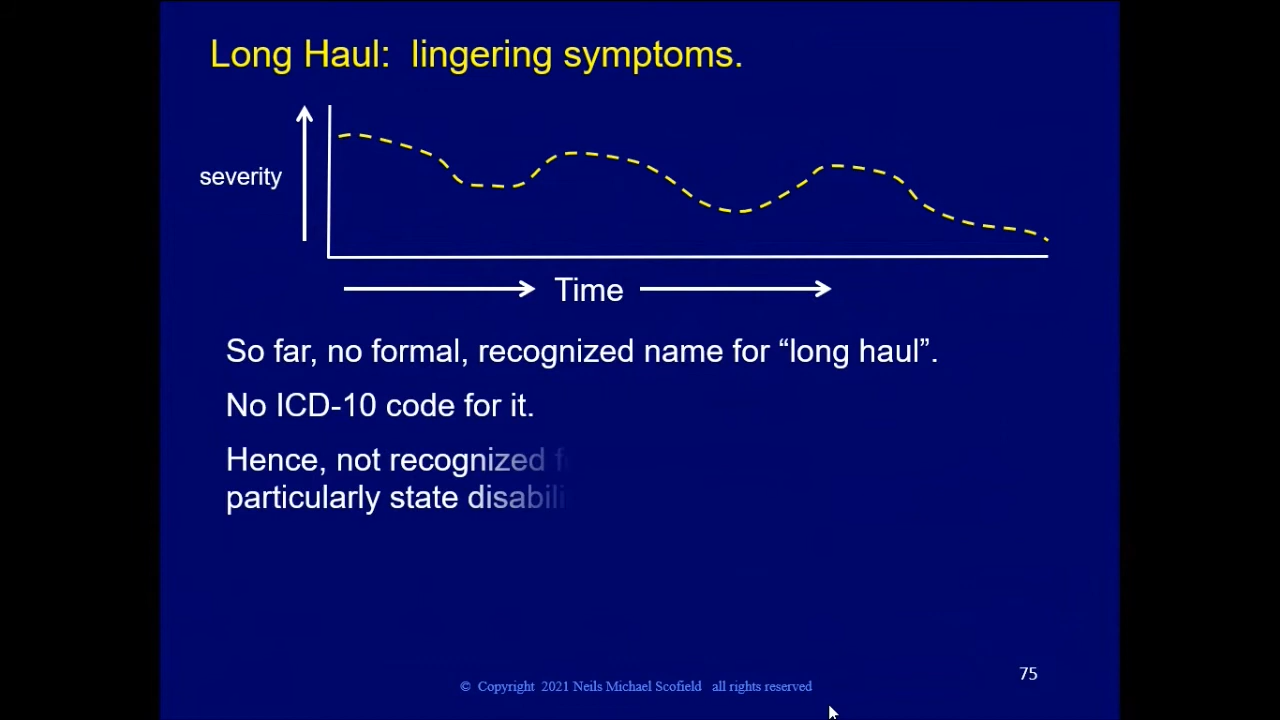 Long Haul: lingering symptoms.
severity
Time
So far, no formal, recognized name for “long haul”.
No ICD-10 code for it.
Hence, not recognized
particularly state
75
© Copyright 2021 Neils Michael Scofield all rights reserved